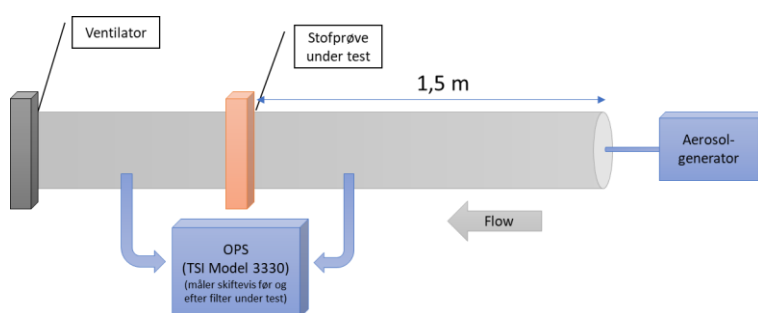 Ventilator
Stofprøve
under test
1,5 m
Aerosol-
generator
Flow
OPS
(TSI Model 3330)
(måler skiftevis før og
efter filter under test)